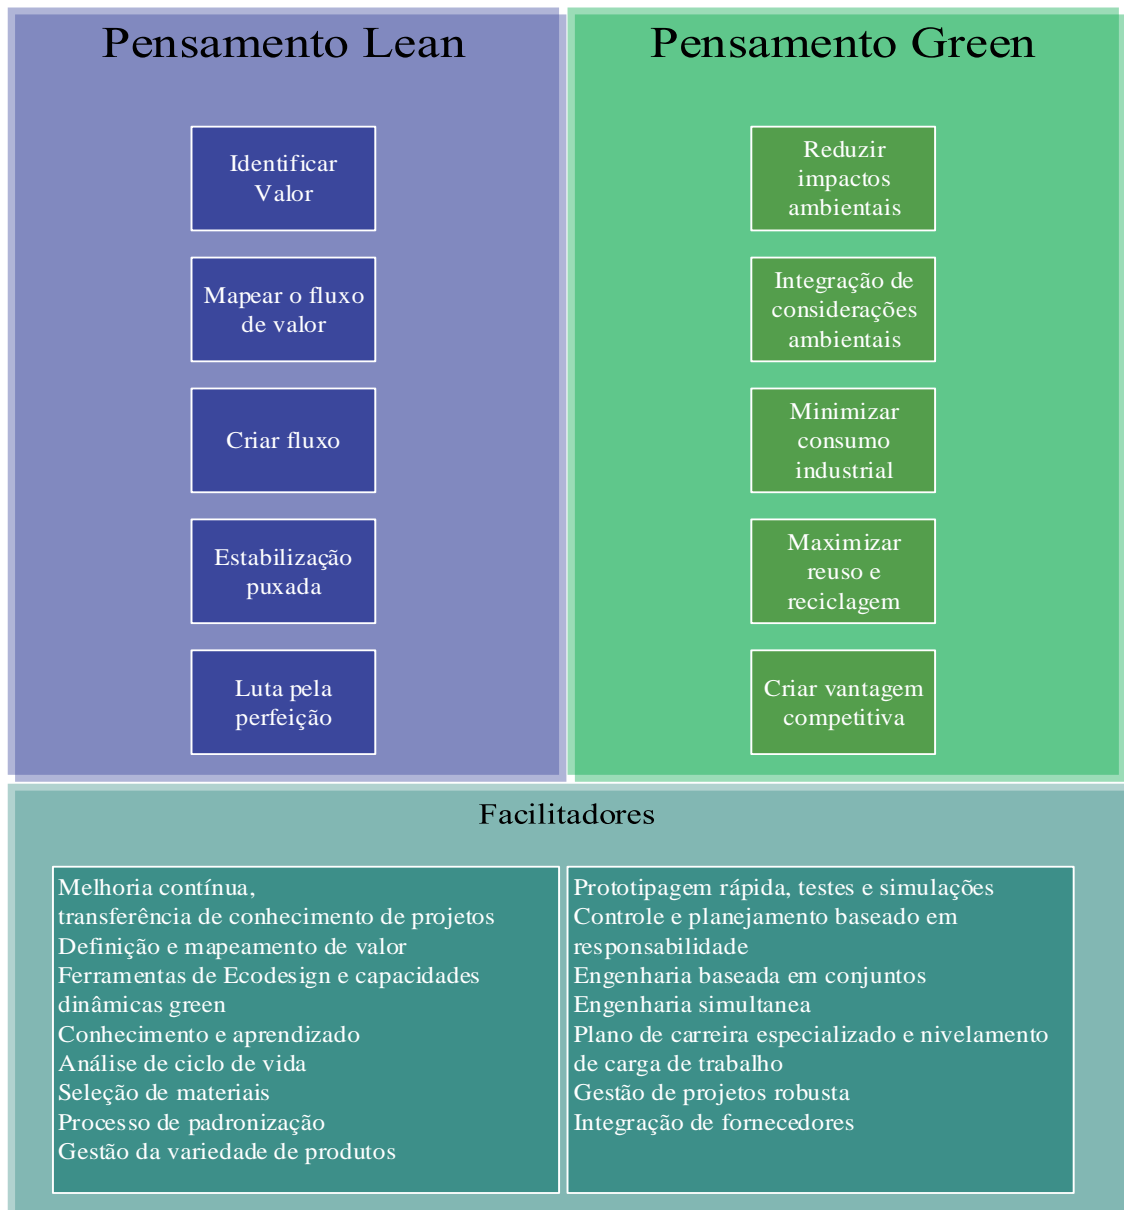 Pensamento Lean
Identificar
Valor
Mapear o fluxo
de valor
Criar fluxo
Estabilização
puxada
Luta pela
perfeição
Pensamento Green
Reduzir
impactos
ambientais
Integração de
considerações
ambientais
Minimizar
consumo
industrial
Maximizar
reuso e
reciclagem
Criar vantagem
competitiva
Facilitadores
Melhoria contínua,
transferência de conhecimento de projetos
Definição e mapeamento de valor
Ferramentas de Ecodesign e capacidades
dinâmicas green
Conhecimento e aprendizado
Análise de ciclo de vida
Seleção de materiais
Processo de padronização
Gestão da variedade de produtos
Prototipagem rápida, testes e simulações
Controle e planejamento baseado em
responsabilidade
Engenharia baseada em conjuntos
Engenharia simultanea
Plano de carreira especializado e nivelamento
de carga de trabalho
Gestão de projetos robusta
Integração de fornecedores